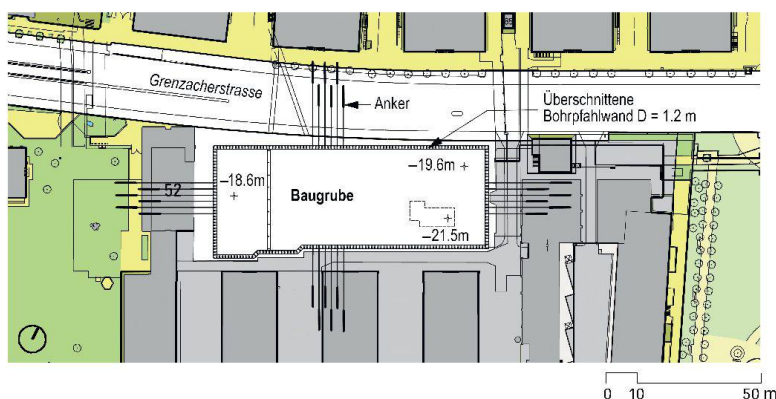 Grenzacherstrasse
Anker
Überschnittene
Bohrpfahlwand D = 1.2 m
–18.6m
–19.6m
52
Baugrube
–21.5m
0 10 50 m